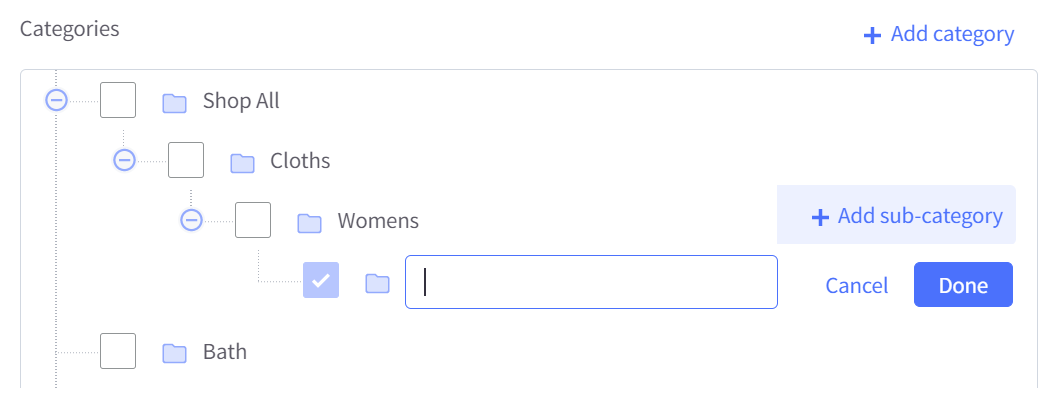 Categories
+ Add category
Shop All
Cloths
Womens
+ Add sub-category
Cancel
Done
Bath